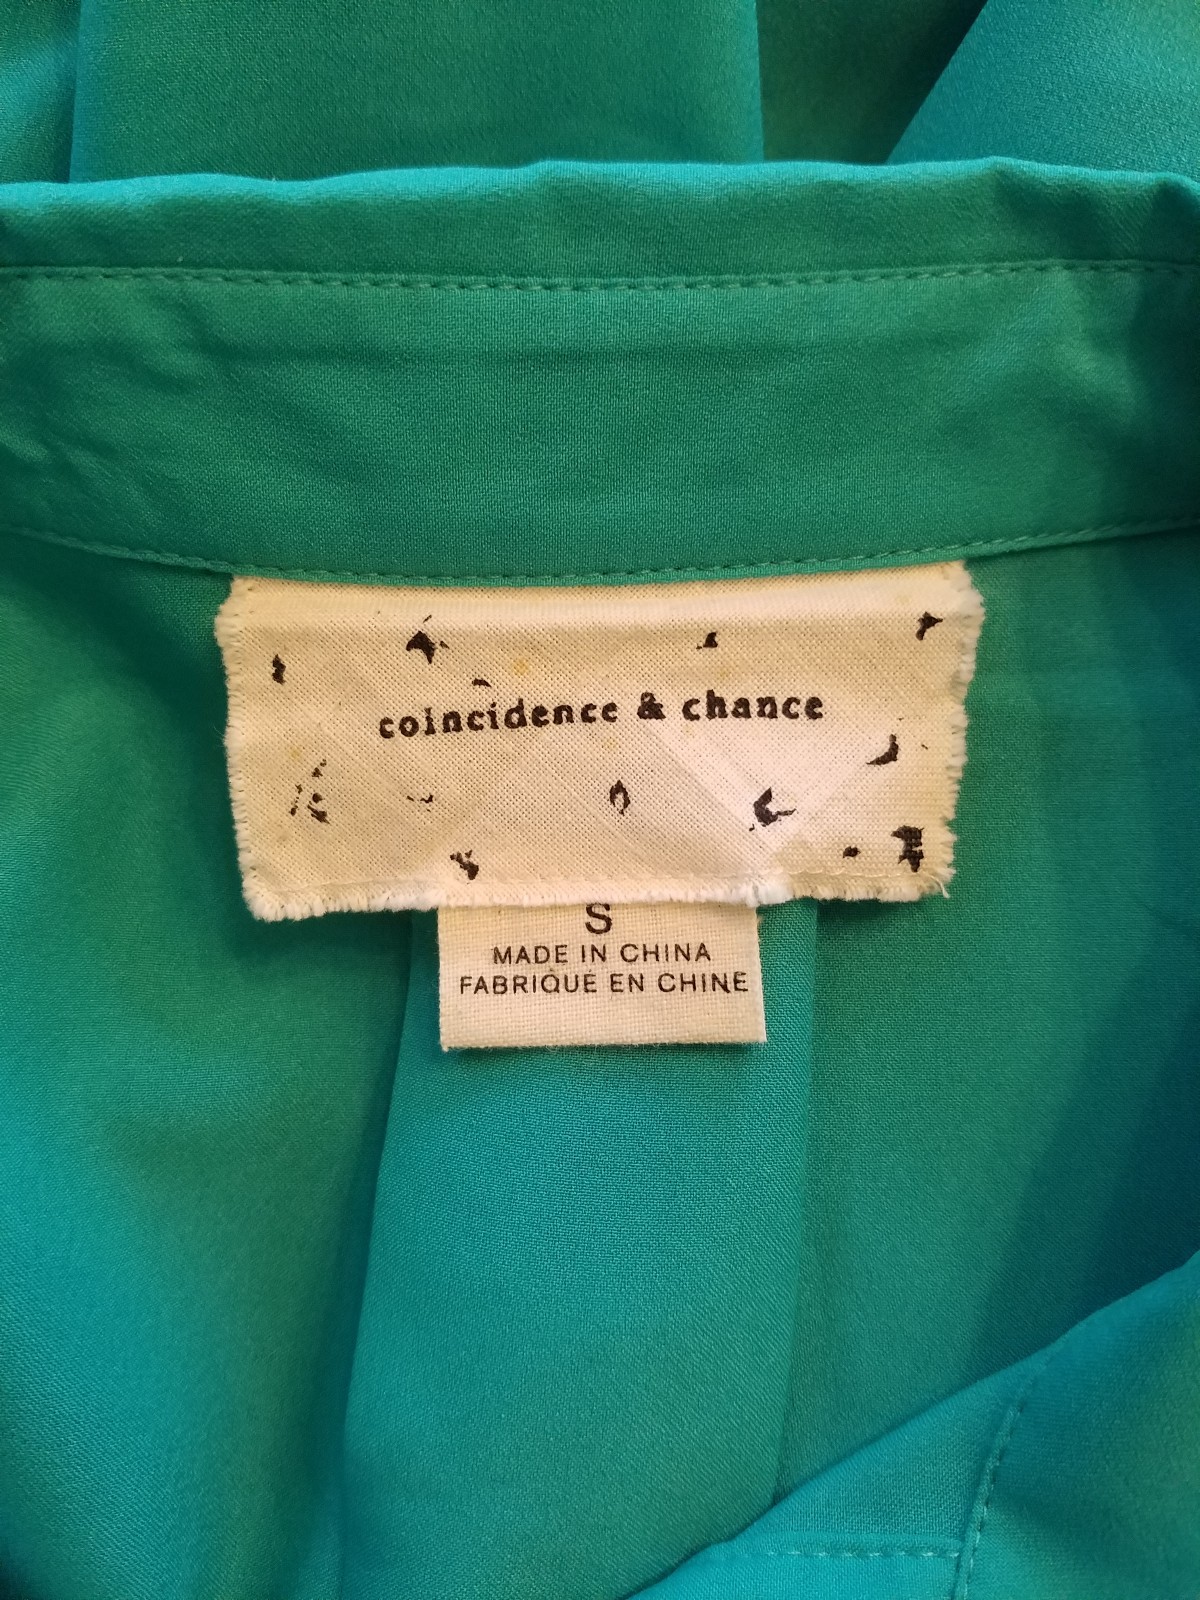 coincidence & chance
S
MADE IN CHINA
FABRIQUE EN CHINE